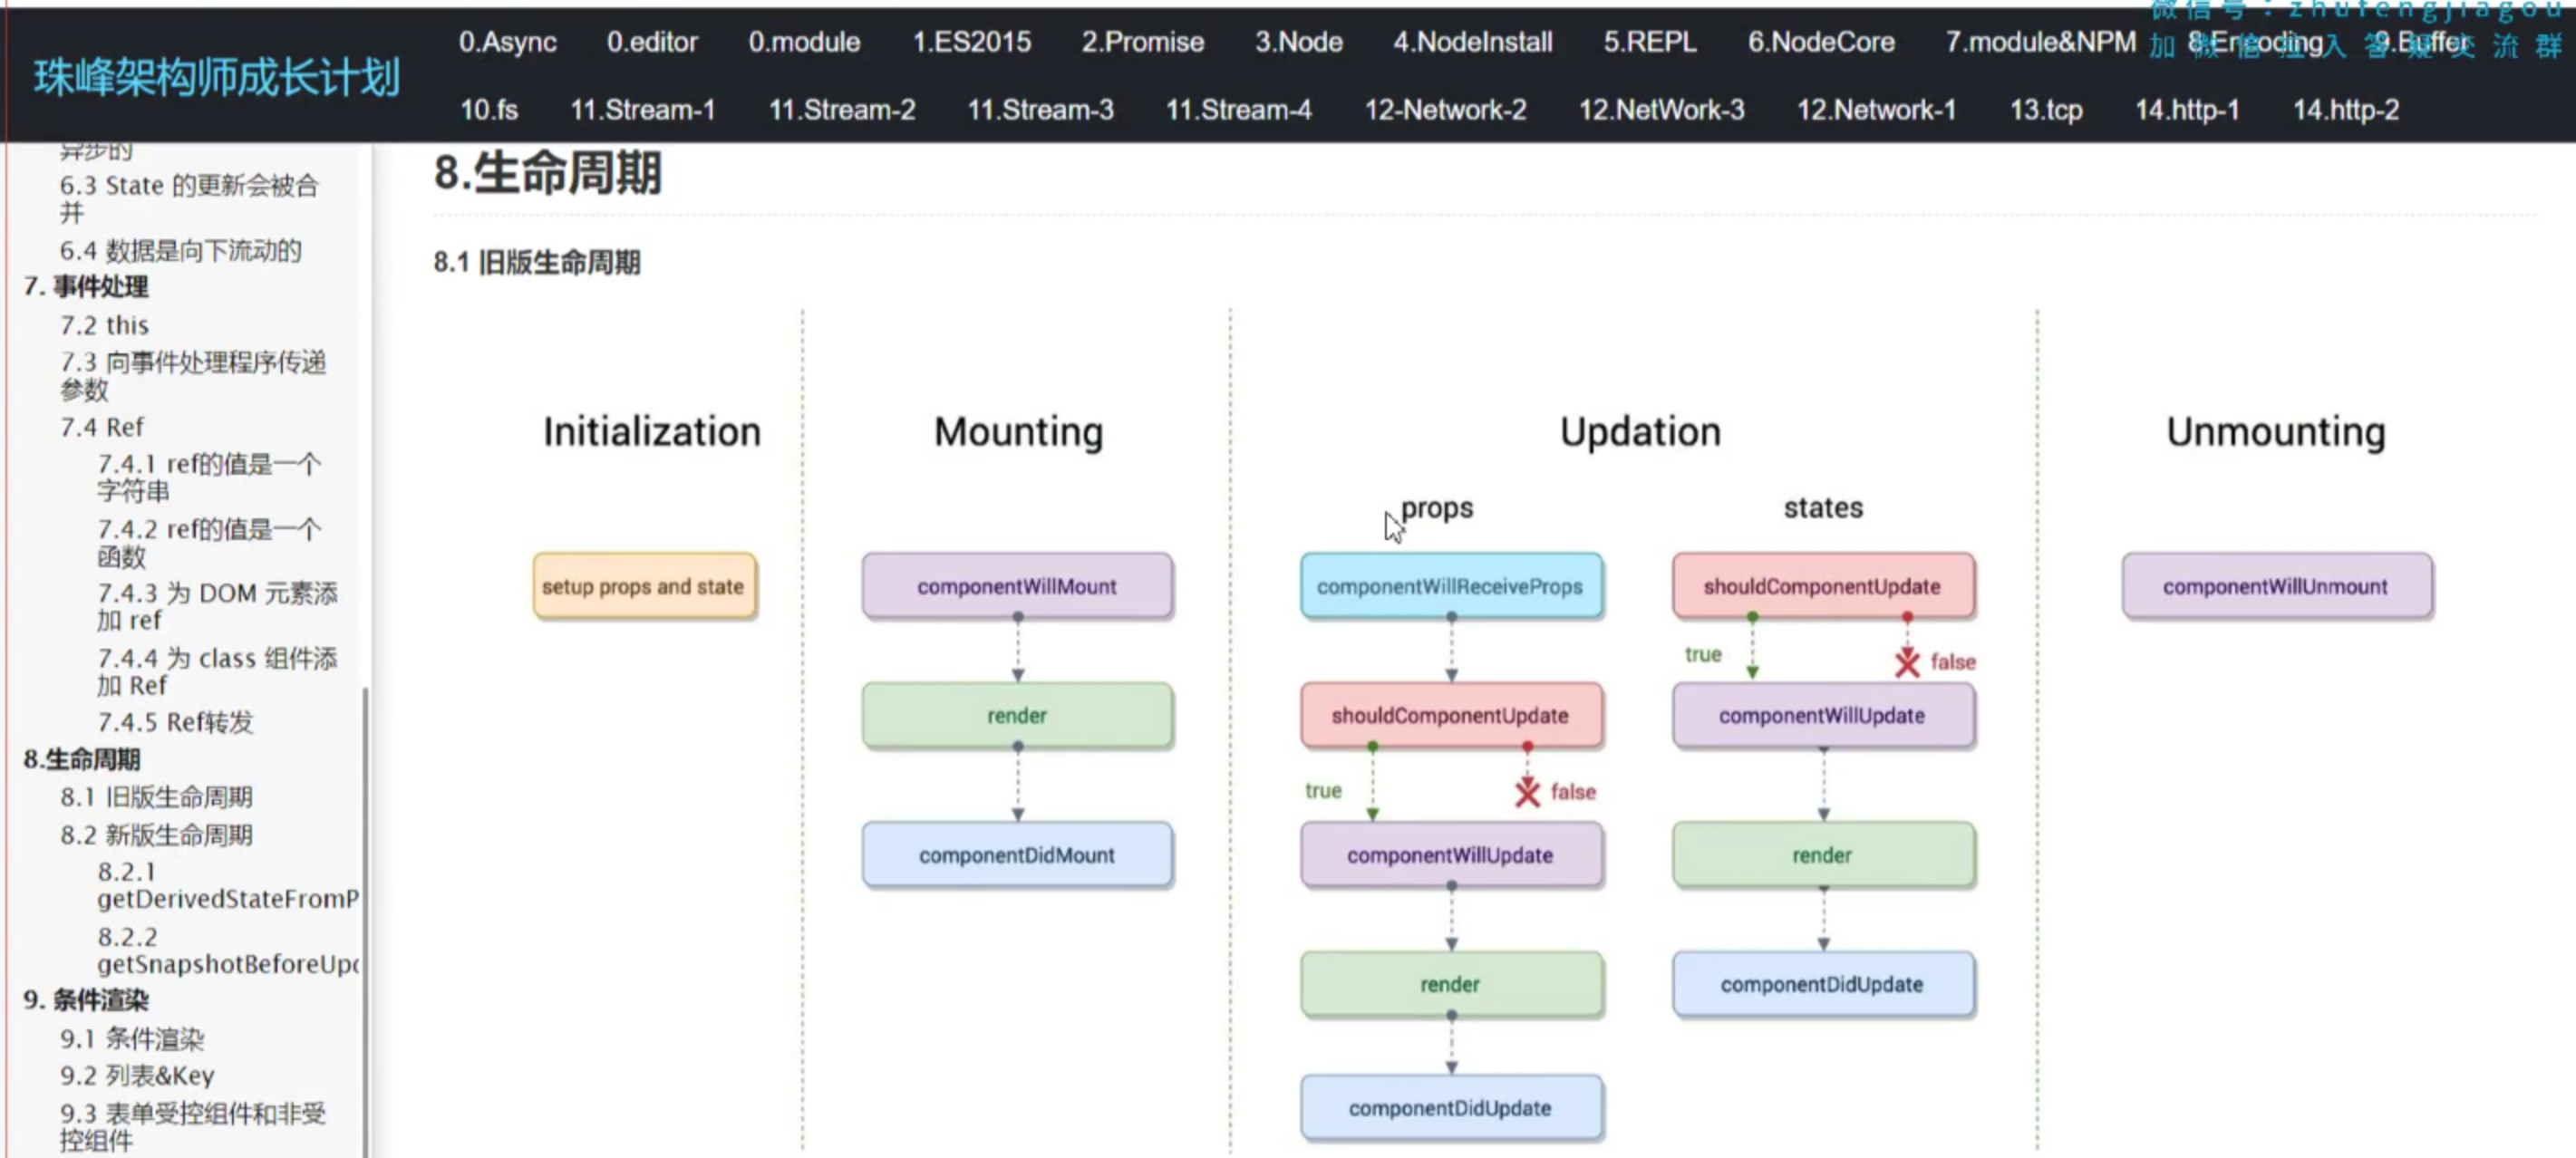 微信号：zhufengjiagou
加微信拉入答疑交流群
珠峰架构师成长计划
0.Async 0.editor 0.module 1.ES2015 2.Promise 3.Node 4.NodeInstall 5.REPL 6.NodeCore 7.module&NPM 8.Encoding 9.Buffer
10.fs 11.Stream-1 11.Stream-2 11.Stream-3 11.Stream-4 12-Network-2 12.NetWork-3 12.Network-1 13.tcp 14.http-1 14.http-2
异步的
6.3 State 的更新会被合
并
6.4 数据是向下流动的
7. 事件处理
7.2 this
7.3 向事件处理程序传递
参数
7.4 Ref
7.4.1 ref的值是一个
字符串
7.4.2 ref的值是一个
函数
7.4.3 为 DOM 元素添
加 ref
7.4.4 为 class 组件添
加 Ref
7.4.5 Ref转发
8.生命周期
8.1 旧版生命周期
8.2 新版生命周期
8.2.1
getDerivedStateFromP
8.2.2
getSnapshotBeforeUpd
9. 条件渲染
9.1 条件渲染
9.2 列表&Key
9.3 表单受控组件和非受
控组件
8.生命周期
8.1 旧版生命周期
Initialization
setup props and state
Mounting
componentWillMount
render
componentDidMount
Updation
props
componentWillReceiveProps
shouldComponentUpdate
true
false
componentWillUpdate
render
componentDidUpdate
states
shouldComponentUpdate
true
false
componentWillUpdate
render
componentDidUpdate
Unmounting
componentWillUnmount